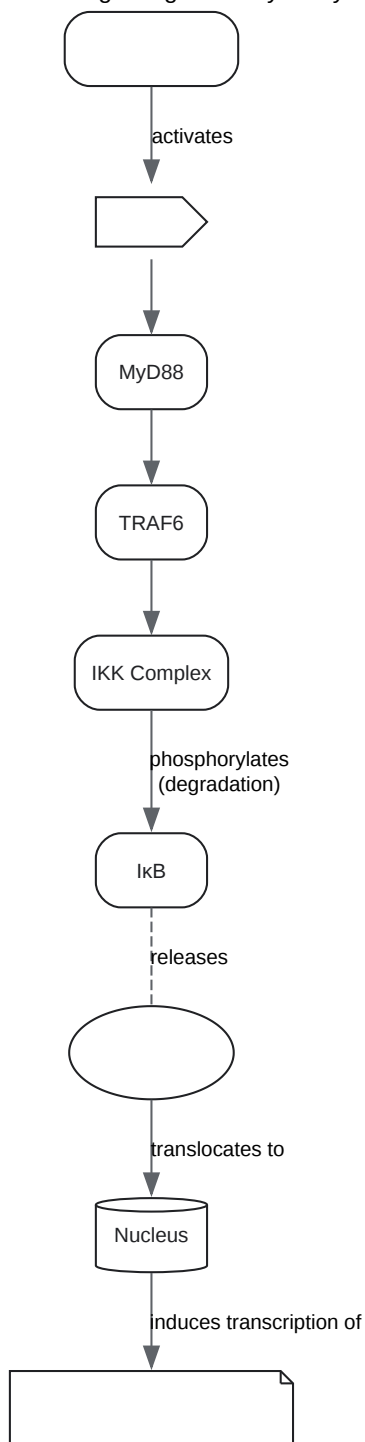 activates
MyD88
TRAF6
IKK Complex
phosphorylates
(degradation)
IκB
releases
translocates to
Nucleus
induces transcription of